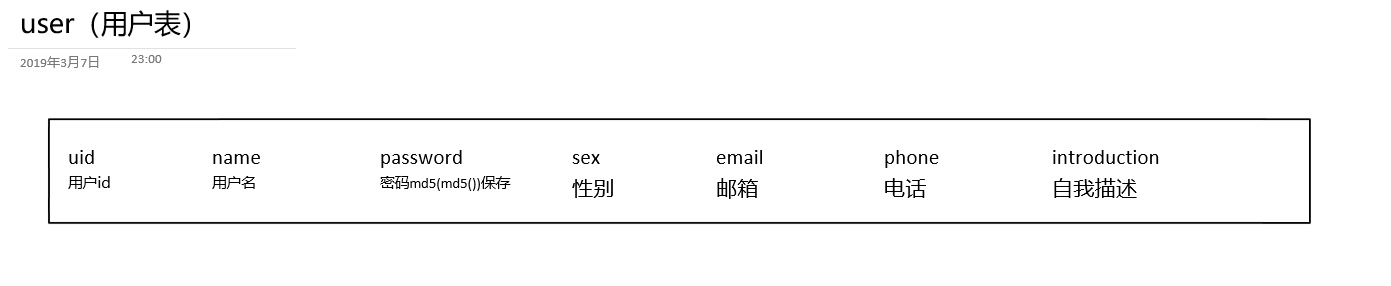 user（用户表）
2019年3月7日 23:00
uid name password sex email phone introduction
用户id 用户名 密码md5(md5())保存 性别 邮箱 电话 自我描述